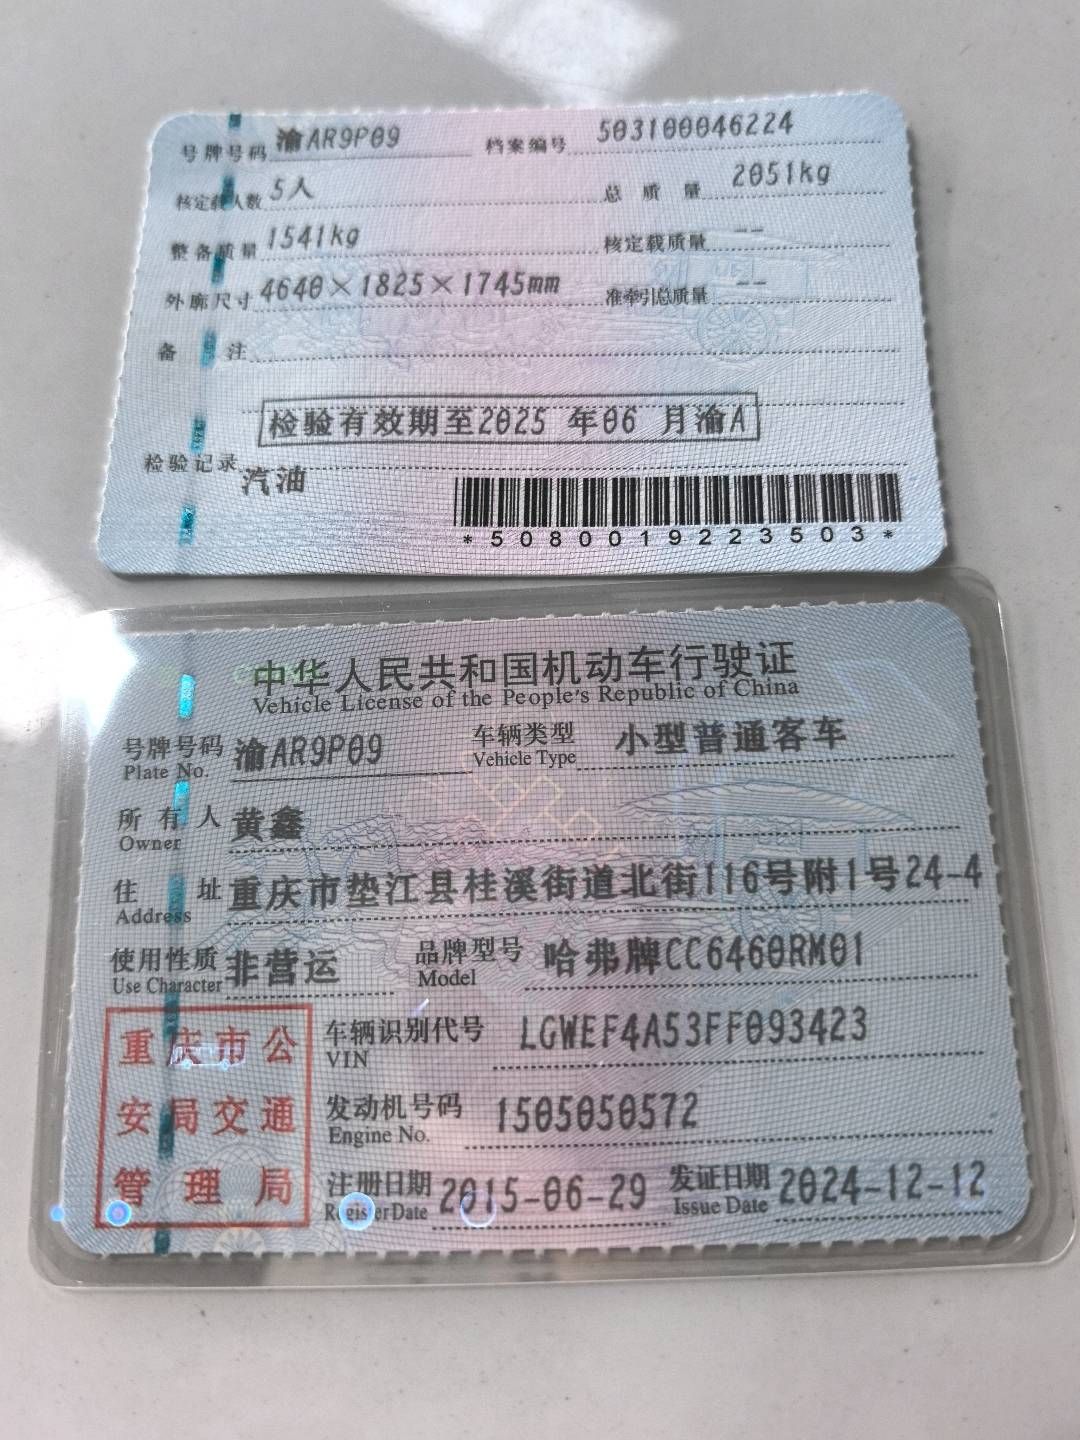 号牌号码 渝AR9P09 档案编号 503100046224
核定载人数 5人 总质量 2051kg
整备质量 1541kg 核定载质量 --
外廓尺寸 4640×1825×1745mm 准牵引总质量 --
备注
检验有效期至2025 年06 月渝A
检验记录
汽油
*5080019223503*
中华人民共和国机动车行驶证
Vehicle License of the People's Republic of China
号牌号码 渝AR9P09 车辆类型 小型普通客车
Plate No. Vehicle Type
所有人 黄鑫
Owner
住址 重庆市垫江县桂溪街道北街116号附1号24-4
Address
使用性质 非营运 品牌型号 哈弗牌CC6460RM01
Use Character Model
重庆市公
安局交通
管理局
车辆识别代号 LGWEF4A53FF093423
VIN
发动机号码 1505050572
Engine No.
注册日期 2015-06-29 发证日期 2024-12-12
Register Date Issue Date